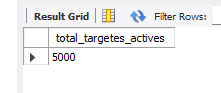 Result Grid Filter Rows:
total_targetes_actives
5000